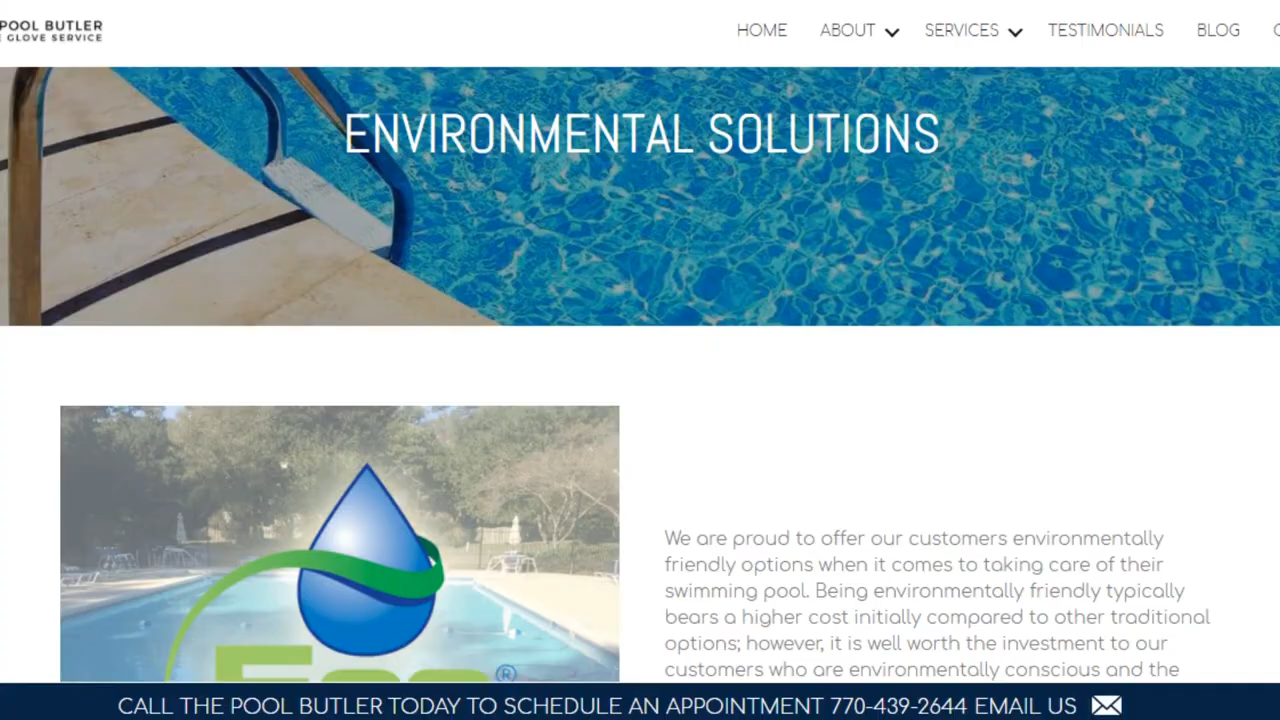 POOL BUTLER
GLOVE SERVICE
HOME ABOUT SERVICES TESTIMONIALS BLOG
ENVIRONMENTAL SOLUTIONS
We are proud to offer our customers environmentally
friendly options when it comes to taking care of their
swimming pool. Being environmentally friendly typically
bears a higher cost initially compared to other traditional
options; however, it is well worth the investment to our
customers who are environmentally conscious and the
Eco®
CALL THE POOL BUTLER TODAY TO SCHEDULE AN APPOINTMENT 770-439-2644 EMAIL US